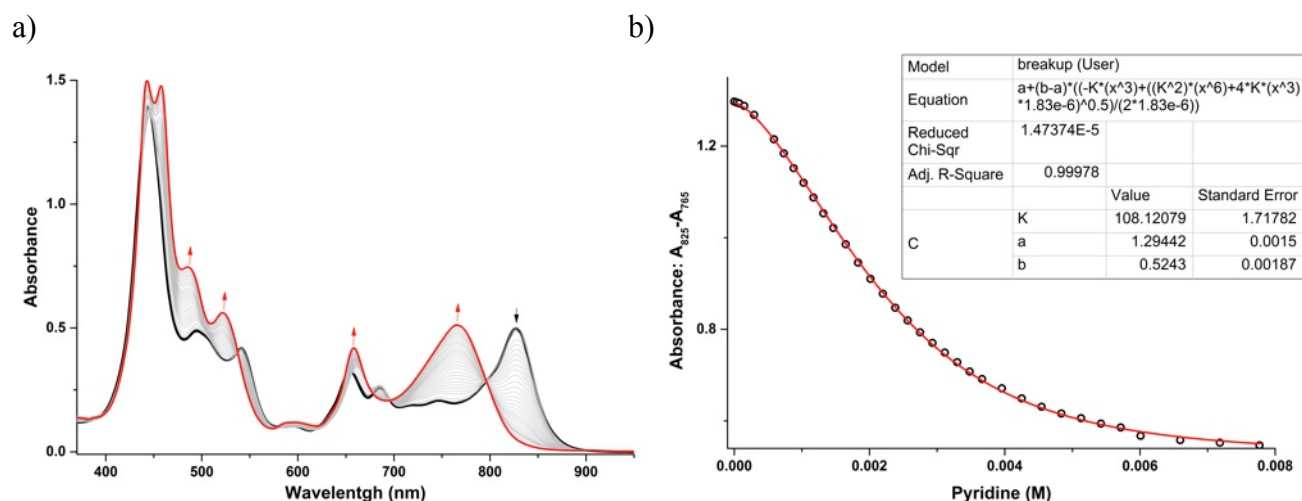 a)
b)
1.5
1.0
0.5
0.0
Absorbance
400 500 600 700 800 900
Wavelentgh (nm)
1.2
0.8
Absorbance: A825-A765
0.000 0.002 0.004 0.006 0.008
Pyridine (M)
Model breakup (User)
Equation a+(b-a)*((-K*(x^3)+((K^2)*(x^6)+4*K*(x^3)
*1.83e-6)^0.5)/(2*1.83e-6))
Reduced
Chi-Sqr
1.47374E-5
Adj. R-Square 0.99978
Value Standard Error
C
K 108.12079 1.71782
a 1.29442 0.0015
b 0.5243 0.00187